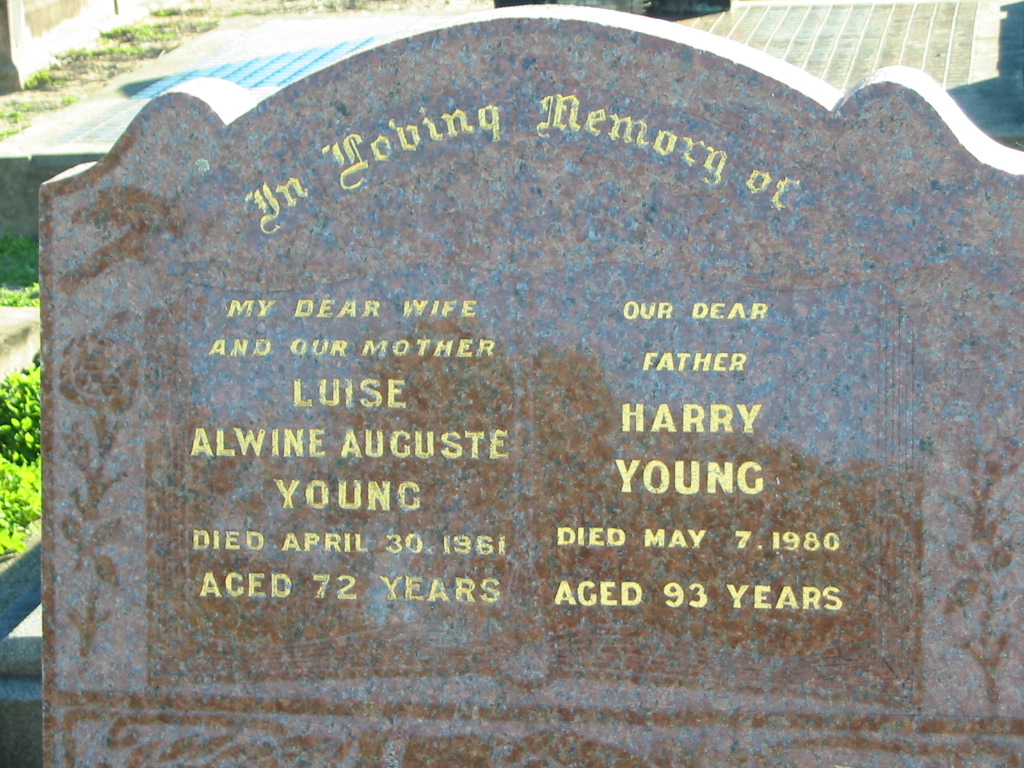 In Loving Memory of
MY DEAR WIFE
AND OUR MOTHER
LUISE
ALWINE AUGUSTE
YOUNG
DIED APRIL 30. 1961
AGED 72 YEARS
OUR DEAR
FATHER
HARRY
YOUNG
DIED MAY 7. 1980
AGED 93 YEARS